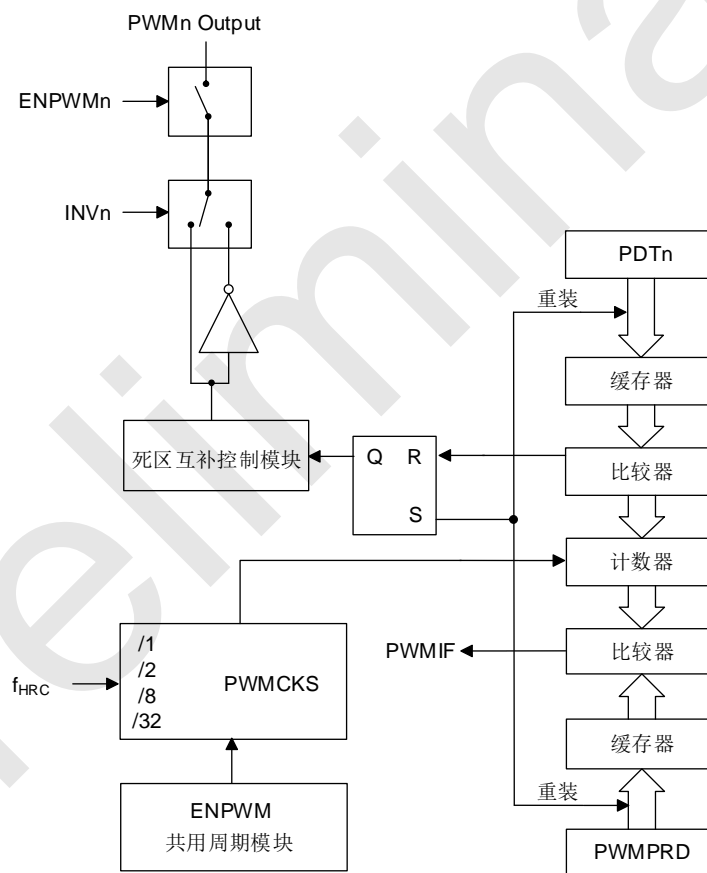 PWMn Output
ENPWMn
INVn
PDTn
重装
缓存器
死区互补控制模块
Q R
S
比较器
计数器
/1
/2
/8
/32
PWMCKS
fHRC
PWMIF
比较器
缓存器
ENPWM
共用周期模块
重装
PWMPRD
elimina